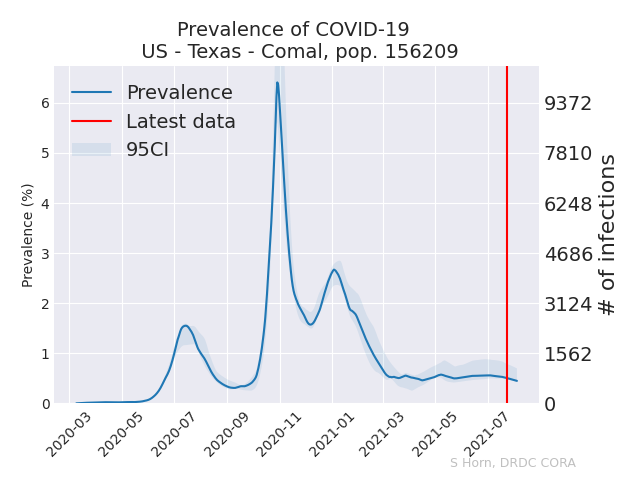 Prevalence of COVID-19
US - Texas - Comal, pop. 156209
Prevalence
Latest data
95CI
Prevalence (%)
6
5
4
3
2
1
0
9372
7810
6248
4686
3124
1562
0
# of infections
2020-03
2020-05
2020-07
2020-09
2020-11
2021-01
2021-03
2021-05
2021-07
S Horn, DRDC CORA